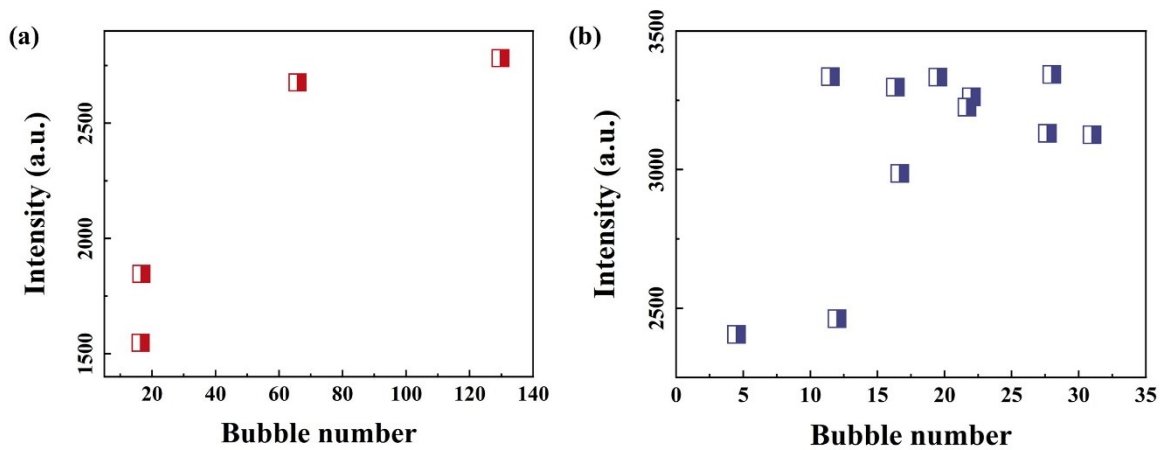 (a)
Intensity (a.u.)
2500
2000
1500
20 40 60 80 100 120 140
Bubble number
(b)
Intensity (a.u.)
3500
3000
2500
0 5 10 15 20 25 30 35
Bubble number